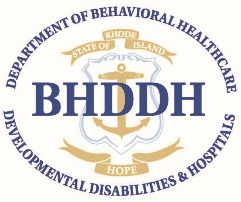 DEPARTMENT OF BEHAVIORAL HEALTHCARE
STATE OF RHODE ISLAND
BHDDH
HOPE
DEVELOPMENTAL DISABILITIES & HOSPITALS